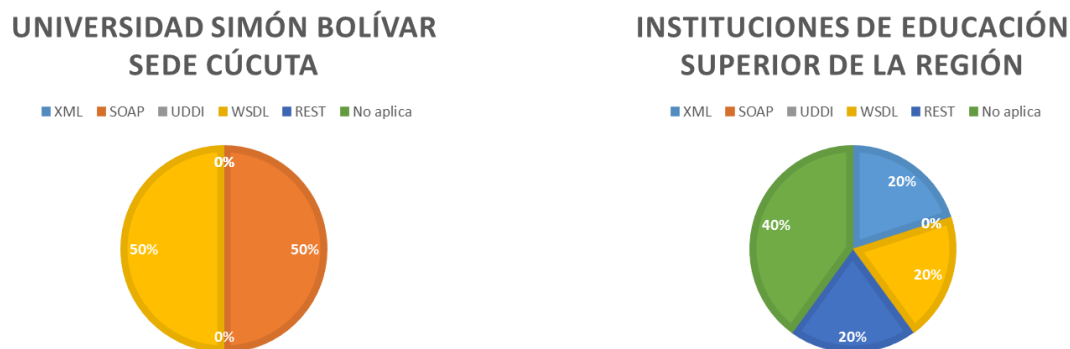 UNIVERSIDAD SIMÓN BOLÍVAR
SEDE CÚCUTA
XML SOAP UDDI WSDL REST No aplica
0%
50% 50%
0%
INSTITUCIONES DE EDUCACIÓN
SUPERIOR DE LA REGIÓN
XML SOAP UDDI WSDL REST No aplica
20%
40% 0%
20%
20%